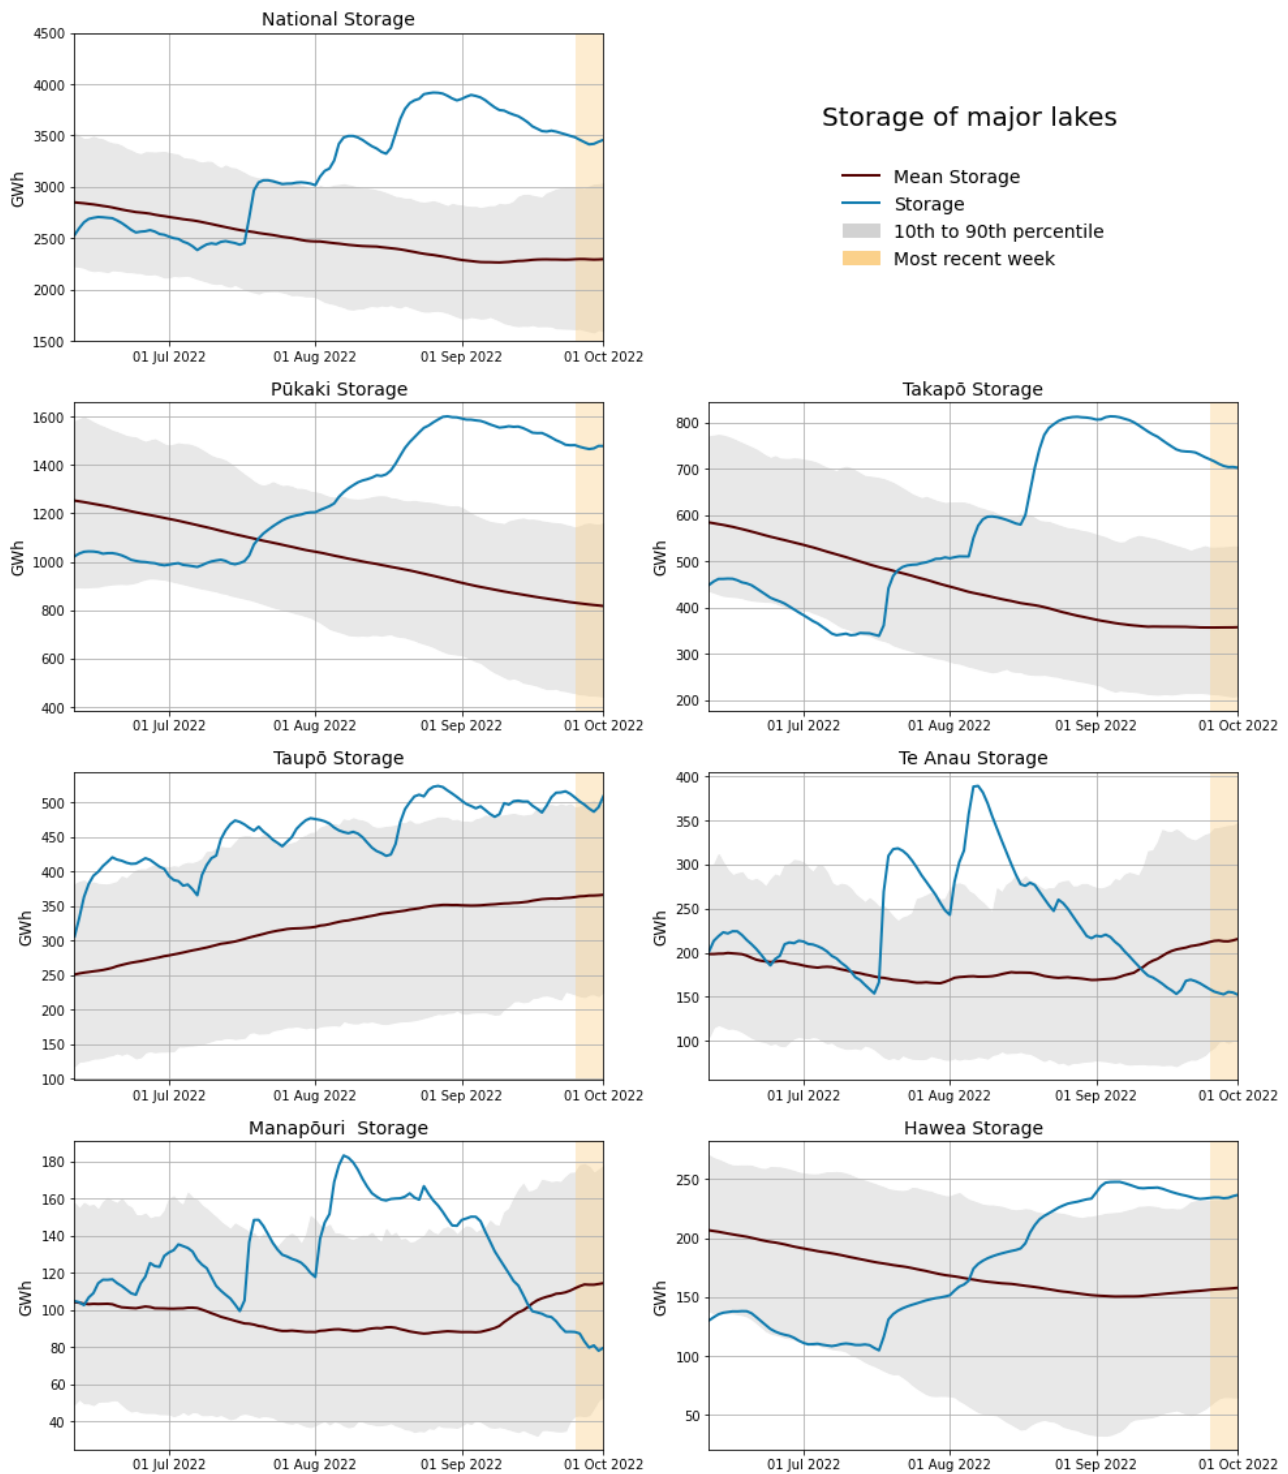 National Storage
GWh
4500
4000
3500
3000
2500
2000
1500
01 Jul 2022 01 Aug 2022 01 Sep 2022 01 Oct 2022
Storage of major lakes
Mean Storage
Storage
10th to 90th percentile
Most recent week
Pūkaki Storage
GWh
1600
1400
1200
1000
800
600
400
01 Jul 2022 01 Aug 2022 01 Sep 2022 01 Oct 2022
Takapō Storage
GWh
800
700
600
500
400
300
200
01 Jul 2022 01 Aug 2022 01 Sep 2022 01 Oct 2022
Taupō Storage
GWh
500
450
400
350
300
250
200
150
100
01 Jul 2022 01 Aug 2022 01 Sep 2022 01 Oct 2022
Te Anau Storage
GWh
400
350
300
250
200
150
100
01 Jul 2022 01 Aug 2022 01 Sep 2022 01 Oct 2022
Manapōuri Storage
GWh
180
160
140
120
100
80
60
40
01 Jul 2022 01 Aug 2022 01 Sep 2022 01 Oct 2022
Hawea Storage
GWh
250
200
150
100
50
01 Jul 2022 01 Aug 2022 01 Sep 2022 01 Oct 2022